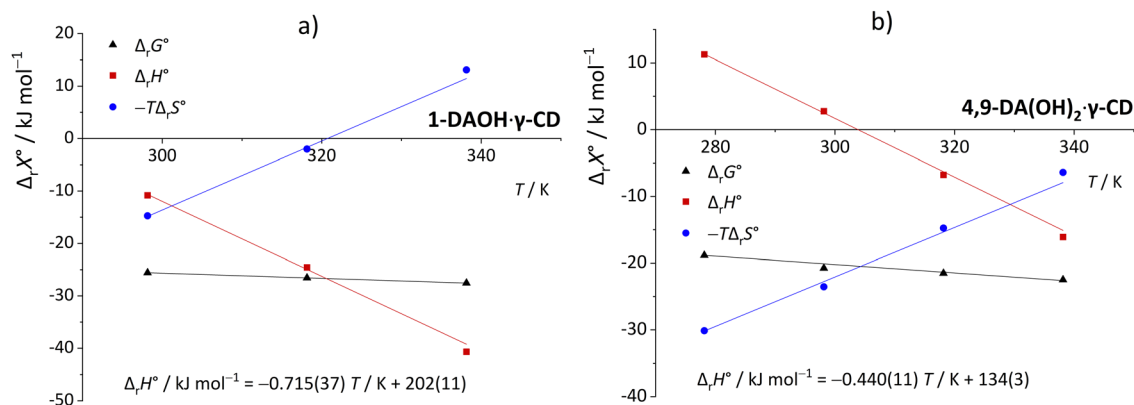 a)
20
10
0
-10
-20
-30
-40
-50
300
320
340
ΔᵣX° / kJ mol⁻¹
ΔᵣG°
ΔᵣH°
−TΔᵣS°
1-DAOH·γ-CD
T / K
ΔᵣH° / kJ mol⁻¹ = −0.715(37) T / K + 202(11)
b)
10
0
-10
-20
-30
-40
280
300
320
340
ΔᵣX° / kJ mol⁻¹
4,9-DA(OH)₂·γ-CD
ΔᵣG°
ΔᵣH°
−TΔᵣS°
T / K
ΔᵣH° / kJ mol⁻¹ = −0.440(11) T / K + 134(3)